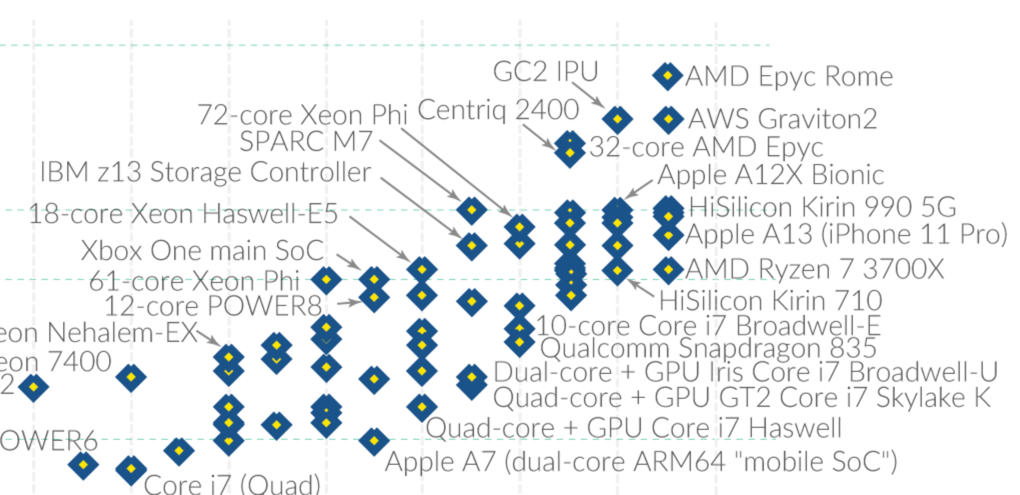 GC2 IPU
AMD Epyc Rome
72-core Xeon Phi Centriq 2400
AWS Graviton2
SPARC M7
32-core AMD Epyc
IBM z13 Storage Controller
Apple A12X Bionic
18-core Xeon Haswell-E5
HiSilicon Kirin 990 5G
Apple A13 (iPhone 11 Pro)
Xbox One main SoC
61-core Xeon Phi
AMD Ryzen 7 3700X
12-core POWER8
HiSilicon Kirin 710
eon Nehalem-EX
10-core Core i7 Broadwell-E
Qualcomm Snapdragon 835
eon 7400
Dual-core + GPU Iris Core i7 Broadwell-U
2
Quad-core + GPU GT2 Core i7 Skylake K
Quad-core + GPU Core i7 Haswell
OWER6
Apple A7 (dual-core ARM64 "mobile SoC")
Core i7 (Quad)